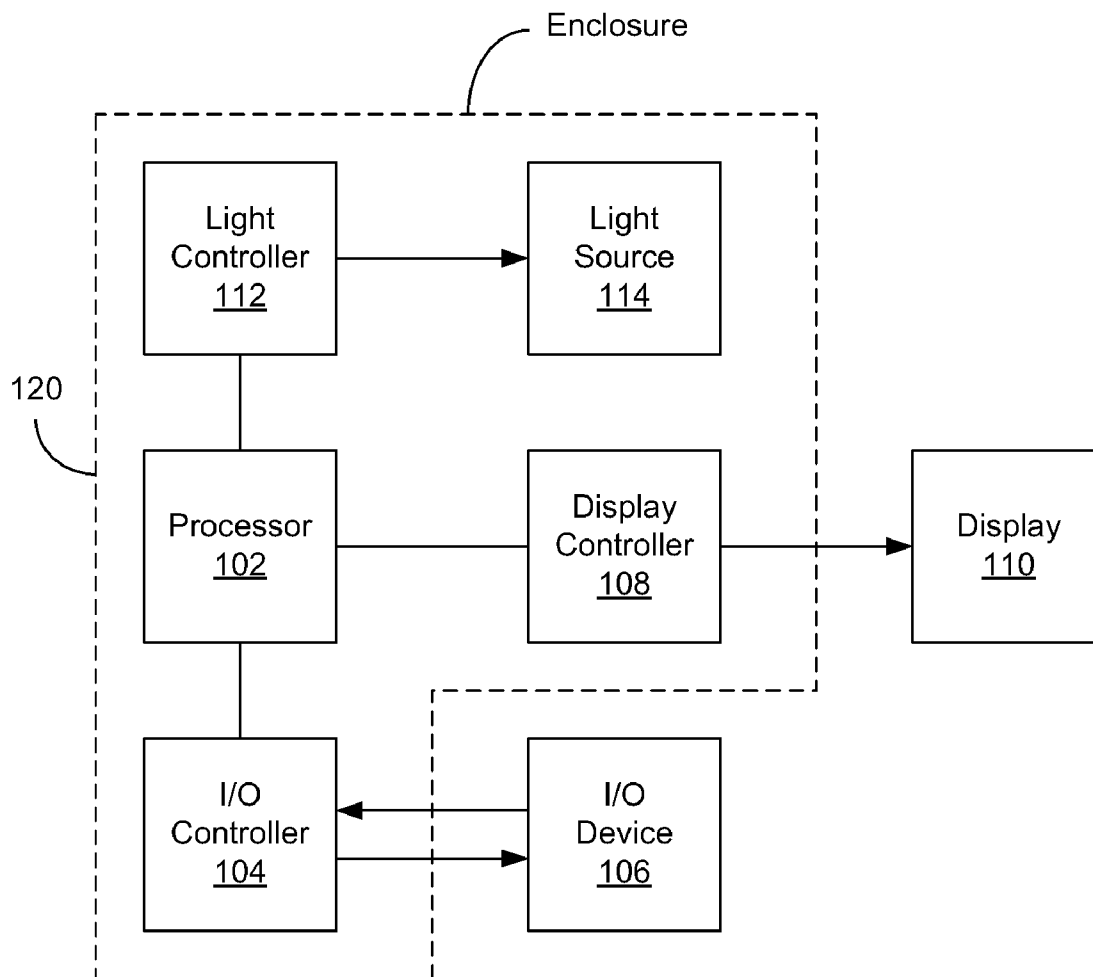 Enclosure
Light
Controller
112
Light
Source
114
120
Processor
102
Display
Controller
108
Display
110
I/O
Controller
104
I/O
Device
106